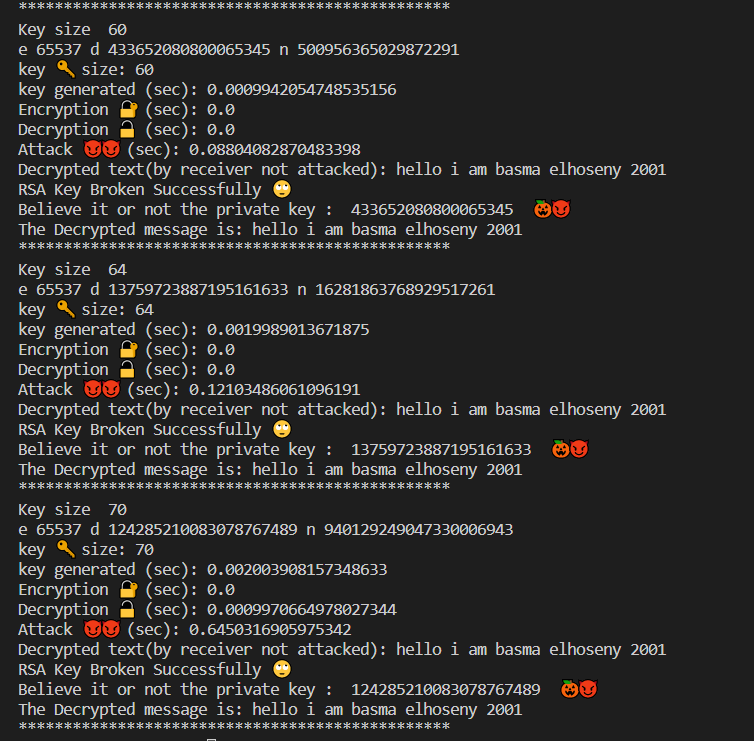 ************************************************
Key size  60
e 65537 d 433652080800065345 n 500956365029872291
key 🔑 size: 60
key generated (sec): 0.0009942054748535156
Encryption 🔐 (sec): 0.0
Decryption 🔓 (sec): 0.0
Attack 😈😈 (sec): 0.08804082870483398
Decrypted text(by receiver not attacked): hello i am basma elhoseny 2001
RSA Key Broken Successfully 🙄
Believe it or not the private key :  433652080800065345  🎃😈
The Decrypted message is: hello i am basma elhoseny 2001
************************************************
Key size  64
e 65537 d 13759723887195161633 n 16281863768929517261
key 🔑 size: 64
key generated (sec): 0.0019989013671875
Encryption 🔐 (sec): 0.0
Decryption 🔓 (sec): 0.0
Attack 😈😈 (sec): 0.12103486061096191
Decrypted text(by receiver not attacked): hello i am basma elhoseny 2001
RSA Key Broken Successfully 🙄
Believe it or not the private key :  13759723887195161633  🎃😈
The Decrypted message is: hello i am basma elhoseny 2001
************************************************
Key size  70
e 65537 d 124285210083078767489 n 940129249047330006943
key 🔑 size: 70
key generated (sec): 0.002003908157348633
Encryption 🔐 (sec): 0.0
Decryption 🔓 (sec): 0.0009970664978027344
Attack 😈😈 (sec): 0.6450316905975342
Decrypted text(by receiver not attacked): hello i am basma elhoseny 2001
RSA Key Broken Successfully 🙄
Believe it or not the private key :  124285210083078767489  🎃😈
The Decrypted message is: hello i am basma elhoseny 2001
************************************************